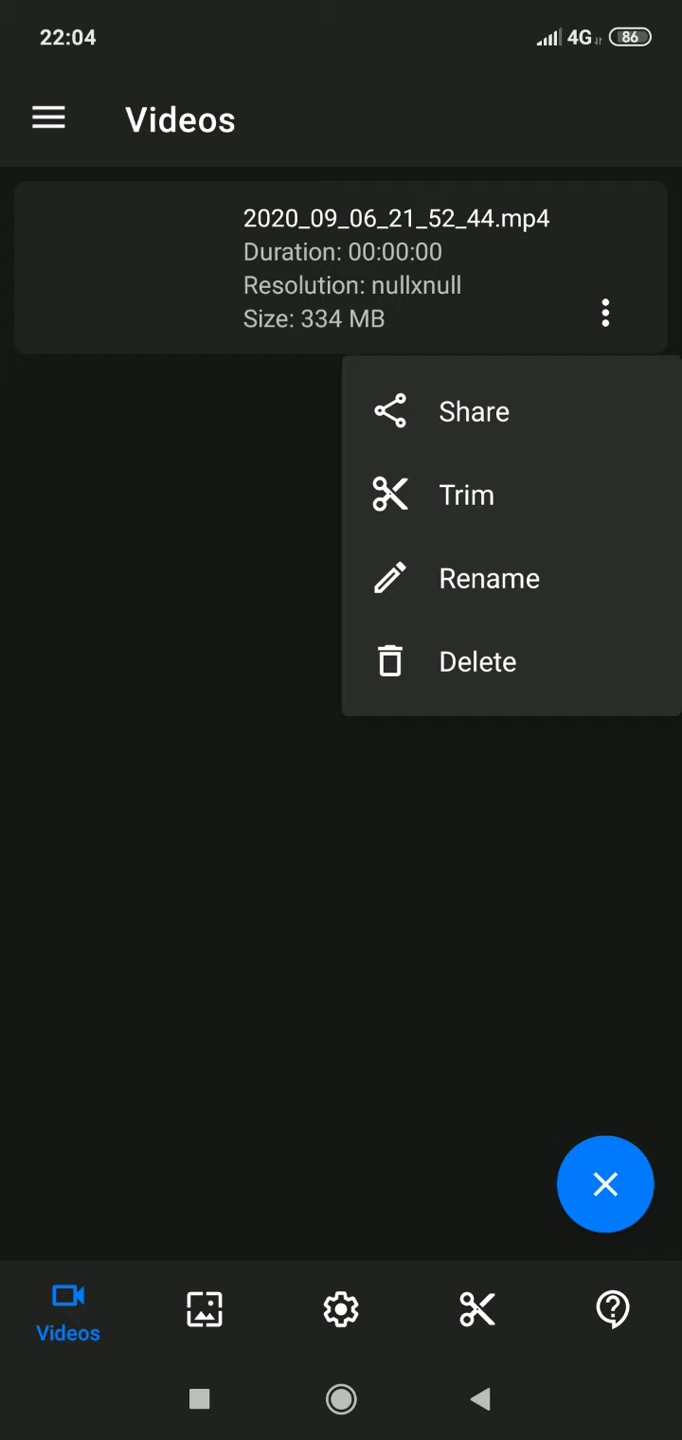 22:04
4G
86
Videos
2020_09_06_21_52_44.mp4
Duration: 00:00:00
Resolution: nullxnull
Size: 334 MB
Share
Trim
Rename
Delete
Videos